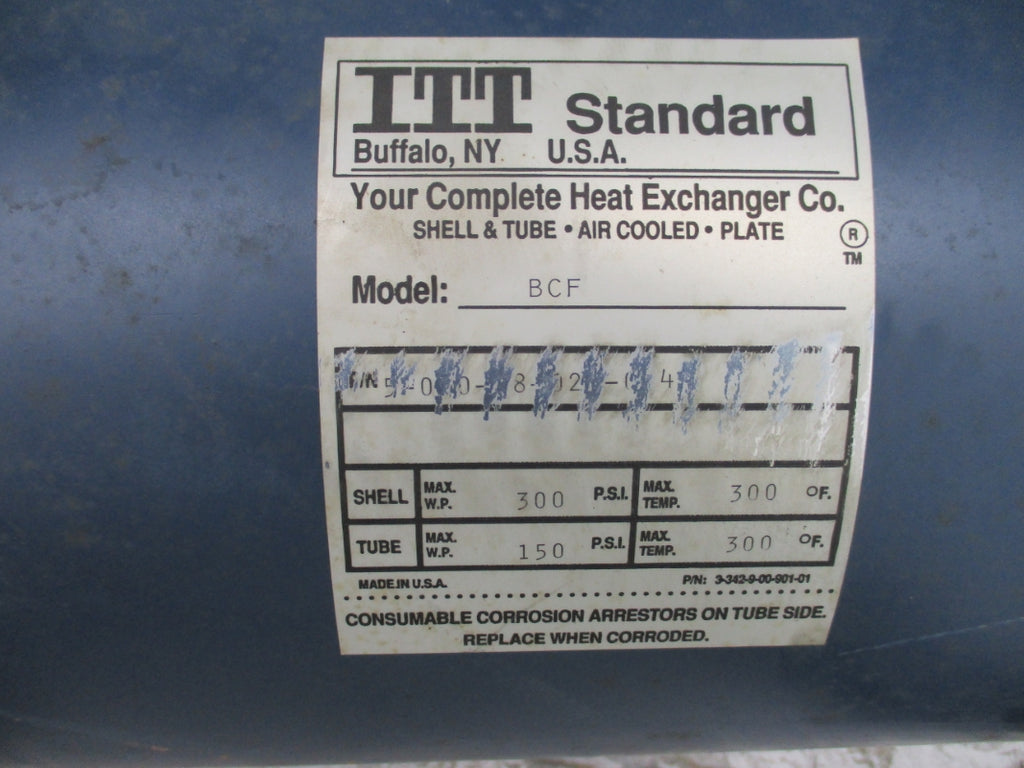 ITT Standard
Buffalo, NY U.S.A.
Your Complete Heat Exchanger Co.
SHELL & TUBE • AIR COOLED • PLATE ®
TM
Model: BCF
P/N
SHELL MAX. W.P. 300 P.S.I. MAX. TEMP. 300 °F.
TUBE MAX. W.P. 150 P.S.I. MAX. TEMP. 300 °F.
MADE IN U.S.A. P/N: 3-342-9-00-901-01
CONSUMABLE CORROSION ARRESTORS ON TUBE SIDE.
REPLACE WHEN CORRODED.